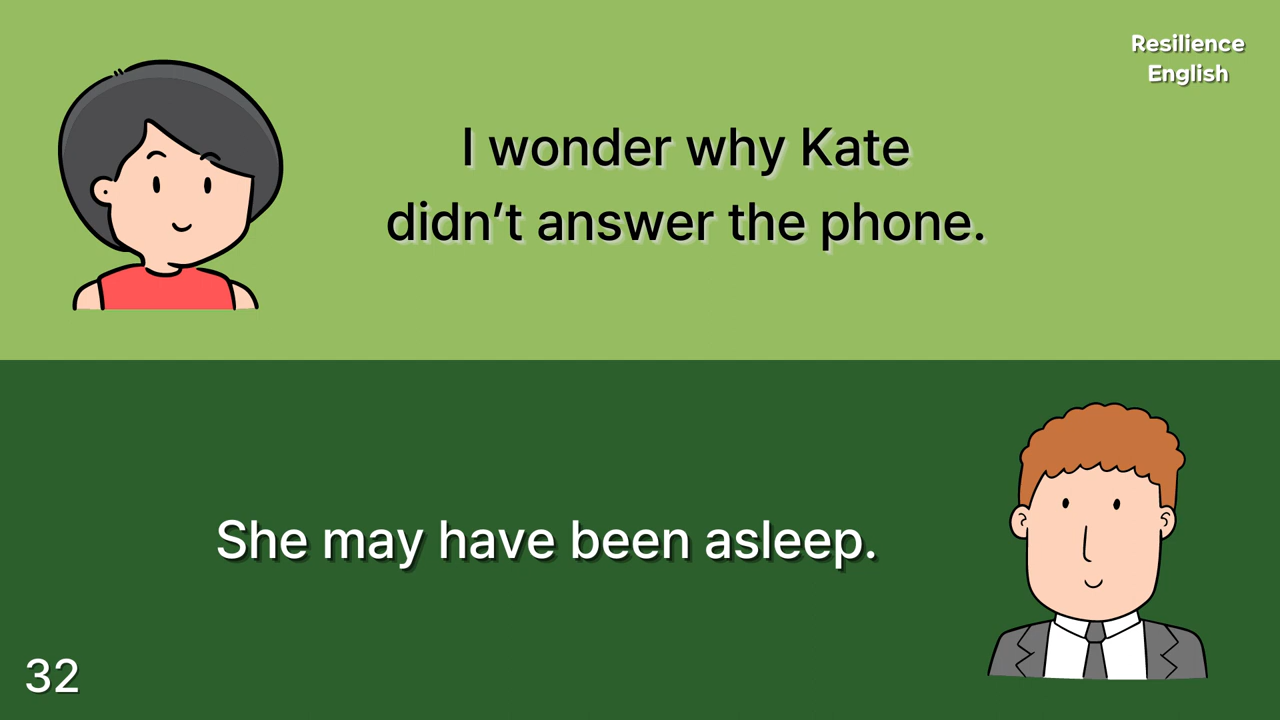 Resilience
English
I wonder why Kate
didn’t answer the phone.
She may have been asleep.
32